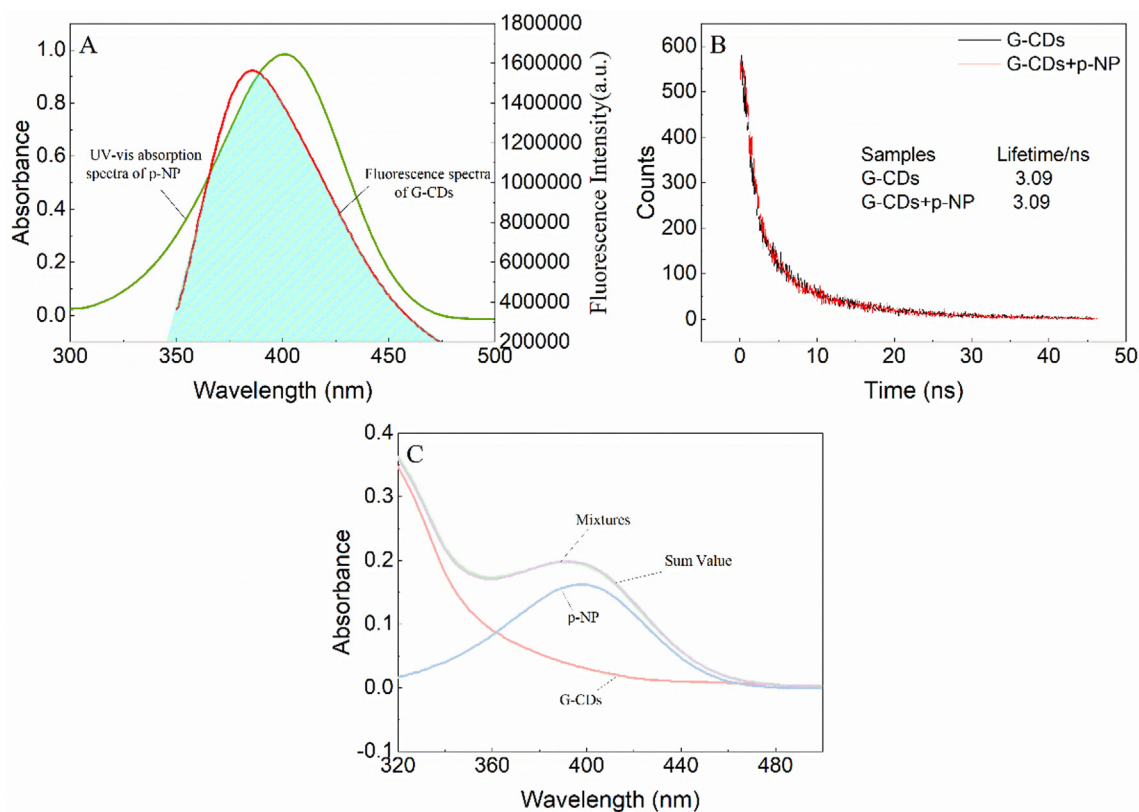 A
1.0
0.8
0.6
0.4
0.2
0.0
Absorbance
UV-vis absorption
spectra of p-NP
Fluorescence spectra
of G-CDs
1800000
1600000
1400000
1200000
1000000
800000
600000
400000
200000
Fluorescence Intensity(a.u.)
300
350
400
450
500
Wavelength (nm)
B
G-CDs
G-CDs+p-NP
600
500
400
300
200
100
0
Counts
Samples Lifetime/ns
G-CDs 3.09
G-CDs+p-NP 3.09
0
10
20
30
40
50
Time (ns)
C
0.4
0.3
0.2
0.1
0.0
-0.1
Absorbance
Mixtures
Sum Value
p-NP
G-CDs
320
360
400
440
480
Wavelength (nm)